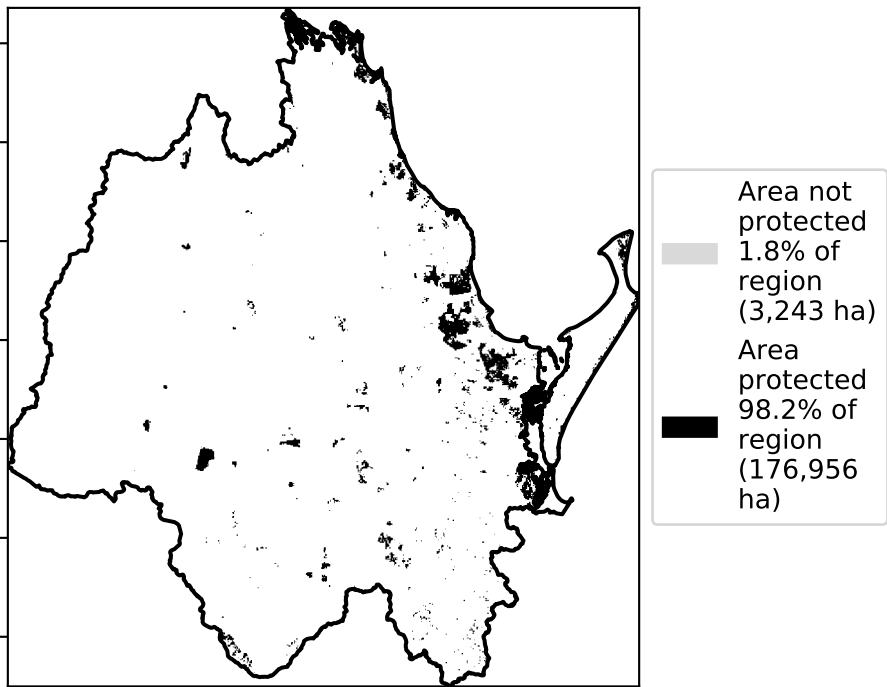 Area not
protected
1.8% of
region
(3,243 ha)
Area
protected
98.2% of
region
(176,956
ha)